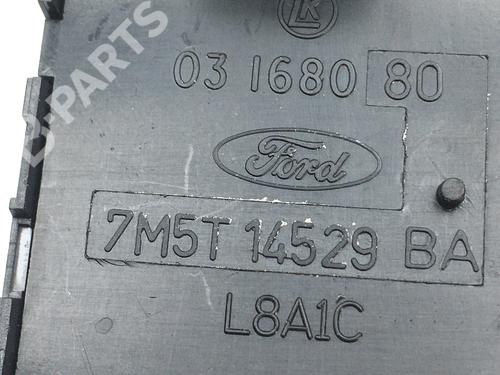 LK
03 1680 80
Ford
7M5T 14529 BA
L8A1C
B-PARTS